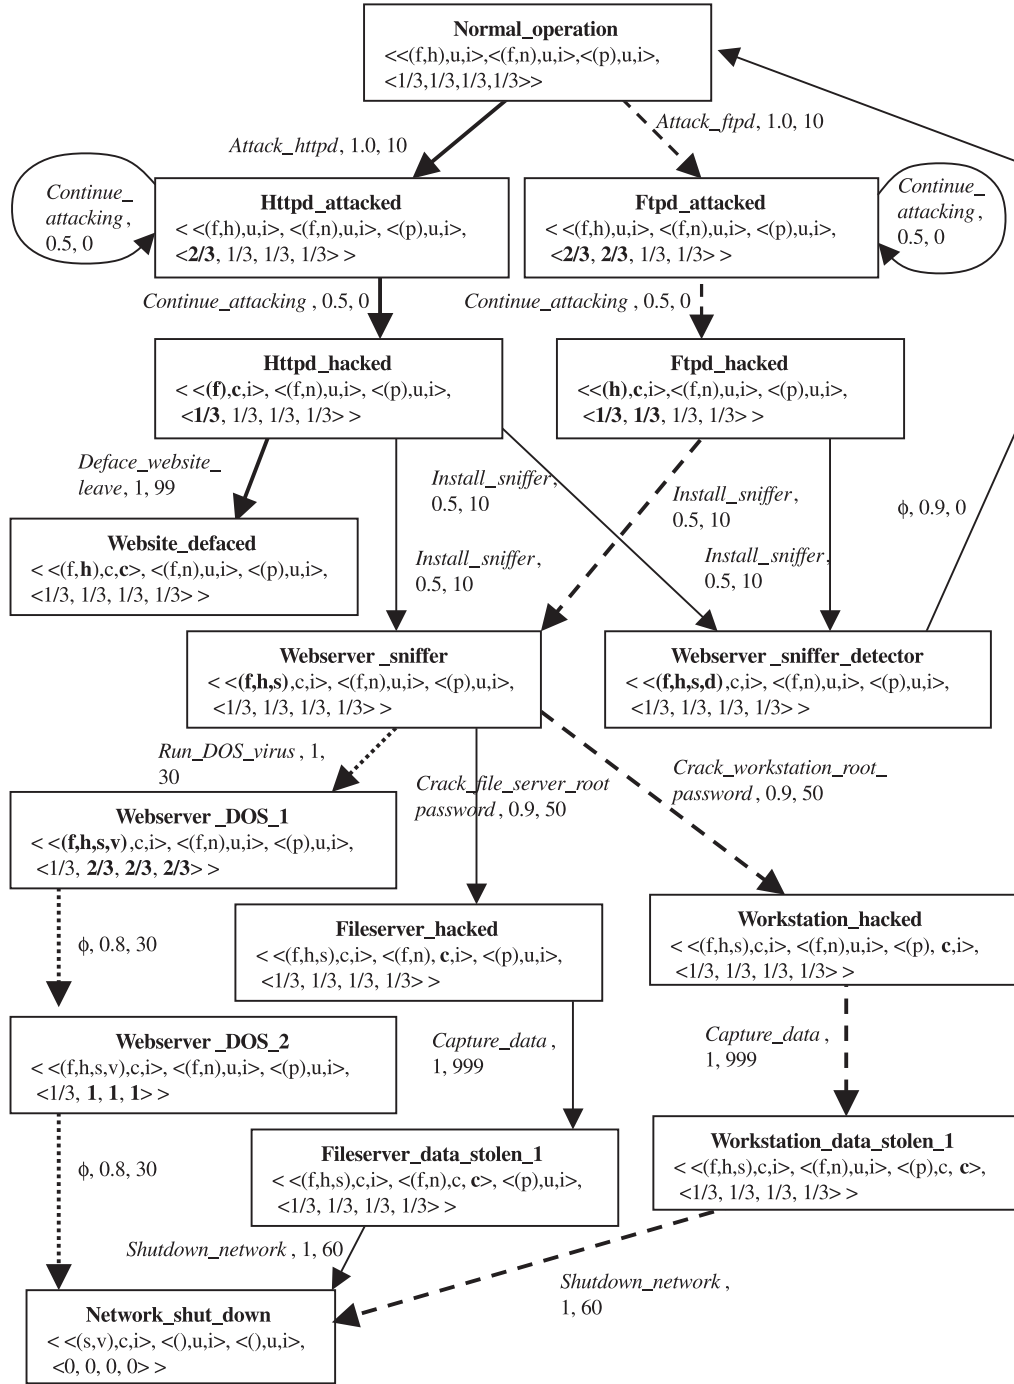 Normal_operation
<<(f,h),u,i>,<(f,n),u,i>,<(p),u,i>,
<1/3,1/3,1/3,1/3>>
Attack_httpd, 1.0, 10
Attack_ftpd, 1.0, 10
Continue_
attacking,
0.5, 0
Httpd_attacked
< <(f,h),u,i>, <(f,n),u,i>, <(p),u,i>,
<2/3, 1/3, 1/3, 1/3> >
Ftpd_attacked
< <(f,h),u,i>, <(f,n),u,i>, <(p),u,i>,
<2/3, 2/3, 1/3, 1/3> >
Continue_
attacking,
0.5, 0
Continue_attacking , 0.5, 0
Continue_attacking , 0.5, 0
Httpd_hacked
< <(f),c,i>, <(f,n),u,i>, <(p),u,i>,
<1/3, 1/3, 1/3, 1/3> >
Ftpd_hacked
<<(h),c,i>,<(f,n),u,i>, <(p),u,i>,
<1/3, 1/3, 1/3, 1/3> >
Deface_website_
leave, 1, 99
Install_sniffer,
0.5, 10
Install_sniffer,
0.5, 10
ϕ, 0.9, 0
Website_defaced
< <(f,h),c,c>, <(f,n),u,i>, <(p),u,i>,
<1/3, 1/3, 1/3, 1/3> >
Install_sniffer,
0.5, 10
Install_sniffer,
0.5, 10
Webserver _sniffer
< <(f,h,s),c,i>, <(f,n),u,i>, <(p),u,i>,
<1/3, 1/3, 1/3, 1/3> >
Webserver _sniffer_detector
< <(f,h,s,d),c,i>, <(f,n),u,i>, <(p),u,i>,
<1/3, 1/3, 1/3, 1/3> >
Run_DOS_virus, 1,
30
Crack_file_server_root
password, 0.9, 50
Crack_workstation_root_
password, 0.9, 50
Webserver _DOS_1
< <(f,h,s,v),c,i>, <(f,n),u,i>, <(p),u,i>,
<1/3, 2/3, 2/3, 2/3> >
ϕ, 0.8, 30
Fileserver_hacked
< <(f,h,s),c,i>, <(f,n), c,i>, <(p),u,i>,
<1/3, 1/3, 1/3, 1/3> >
Workstation_hacked
< <(f,h,s),c,i>, <(f,n),u,i>, <(p), c,i>,
<1/3, 1/3, 1/3, 1/3> >
Webserver _DOS_2
< <(f,h,s,v),c,i>, <(f,n),u,i>, <(p),u,i>,
<1/3, 1, 1, 1> >
Capture_data,
1, 999
Capture_data,
1, 999
ϕ, 0.8, 30
Fileserver_data_stolen_1
< <(f,h,s),c,i>, <(f,n),c, c>, <(p),u,i>,
<1/3, 1/3, 1/3, 1/3> >
Workstation_data_stolen_1
< <(f,h,s),c,i>, <(f,n),u,i>, <(p),c, c>,
<1/3, 1/3, 1/3, 1/3> >
Shutdown_network, 1, 60
Shutdown_network,
1, 60
Network_shut_down
< <(s,v),c,i>, <(),u,i>, <(),u,i>,
<0, 0, 0, 0> >